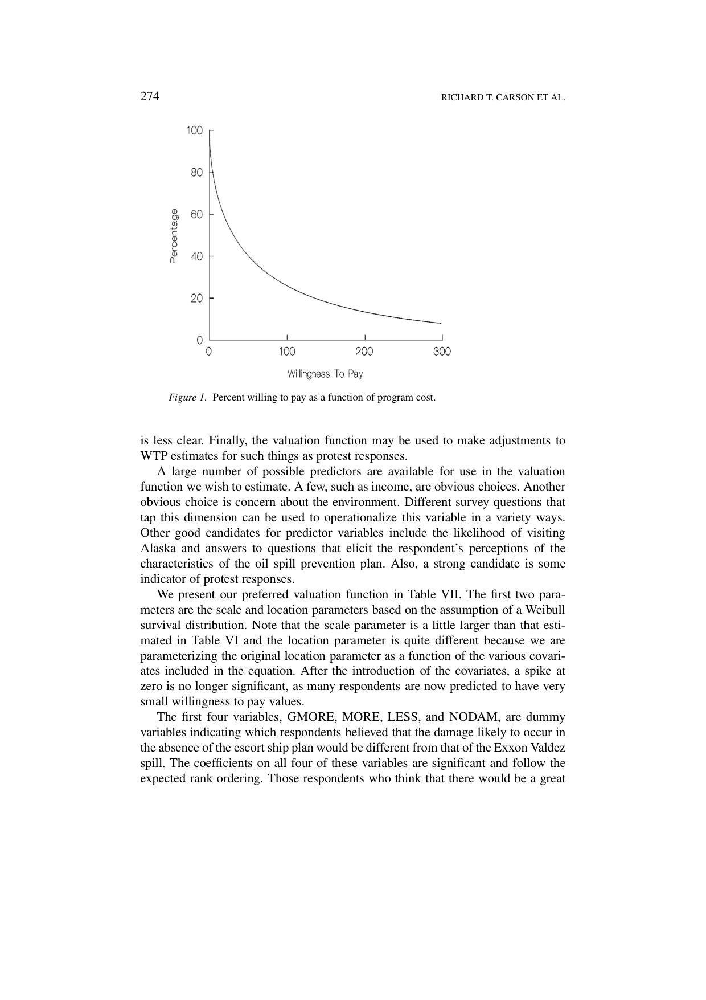 274
RICHARD T. CARSON ET AL.
100
80
60
40
20
0
Percentage
0 100 200 300
Willingness To Pay
Figure 1. Percent willing to pay as a function of program cost.
is less clear. Finally, the valuation function may be used to make adjustments to
WTP estimates for such things as protest responses.
A large number of possible predictors are available for use in the valuation
function we wish to estimate. A few, such as income, are obvious choices. Another
obvious choice is concern about the environment. Different survey questions that
tap this dimension can be used to operationalize this variable in a variety ways.
Other good candidates for predictor variables include the likelihood of visiting
Alaska and answers to questions that elicit the respondent's perceptions of the
characteristics of the oil spill prevention plan. Also, a strong candidate is some
indicator of protest responses.
We present our preferred valuation function in Table VII. The first two para-
meters are the scale and location parameters based on the assumption of a Weibull
survival distribution. Note that the scale parameter is a little larger than that esti-
mated in Table VI and the location parameter is quite different because we are
parameterizing the original location parameter as a function of the various covari-
ates included in the equation. After the introduction of the covariates, a spike at
zero is no longer significant, as many respondents are now predicted to have very
small willingness to pay values.
The first four variables, GMORE, MORE, LESS, and NODAM, are dummy
variables indicating which respondents believed that the damage likely to occur in
the absence of the escort ship plan would be different from that of the Exxon Valdez
spill. The coefficients on all four of these variables are significant and follow the
expected rank ordering. Those respondents who think that there would be a great